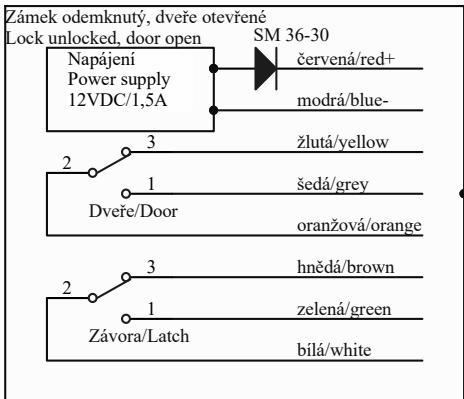 Zámek odemknutý, dveře otevřené
Lock unlocked, door open
SM 36-30
Napájení
Power supply
12VDC/1,5A
červená/red+
modrá/blue-
3
žlutá/yellow
2
1
šedá/grey
Dveře/Door
oranžová/orange
3
hnědá/brown
2
1
zelená/green
Závora/Latch
bílá/white